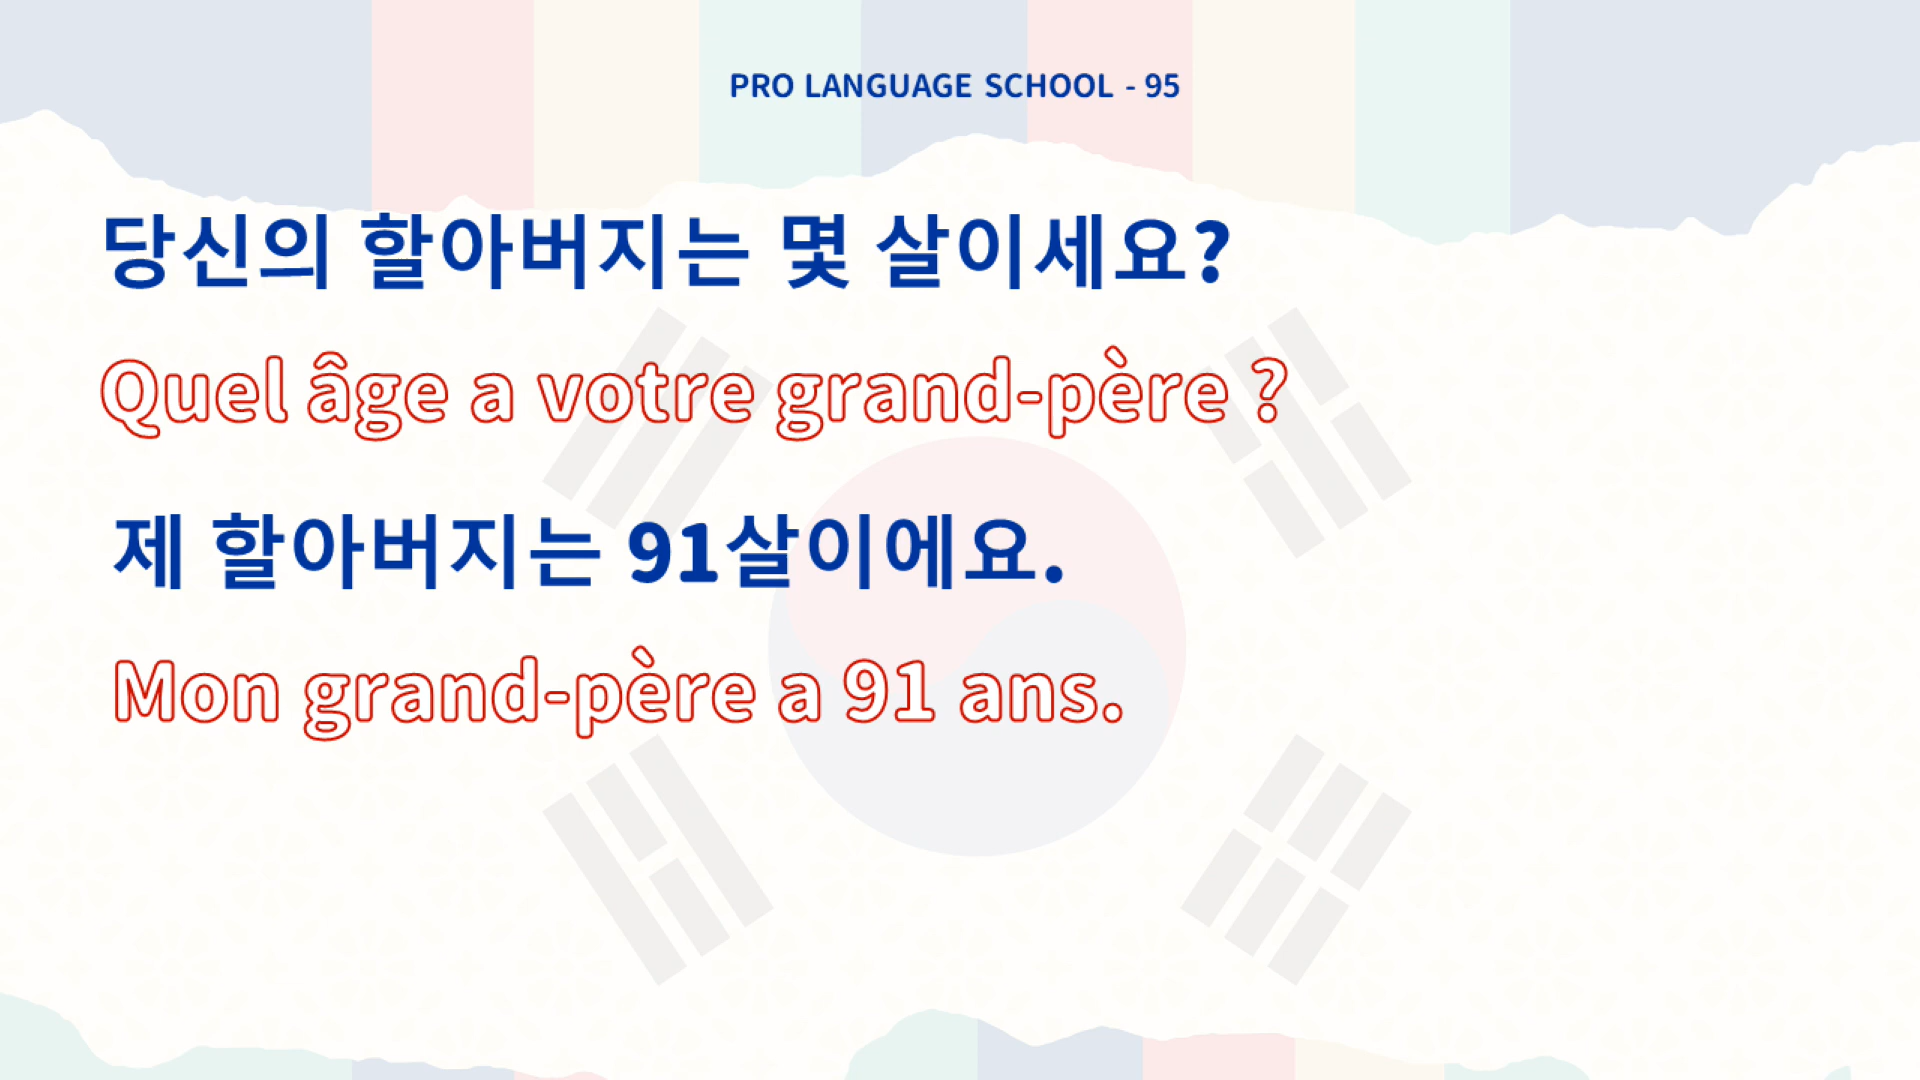 PRO LANGUAGE SCHOOL - 95
당신의 할아버지는 몇 살이세요?
Quel âge a votre grand-père ?
제 할아버지는 91살이에요.
Mon grand-père a 91 ans.